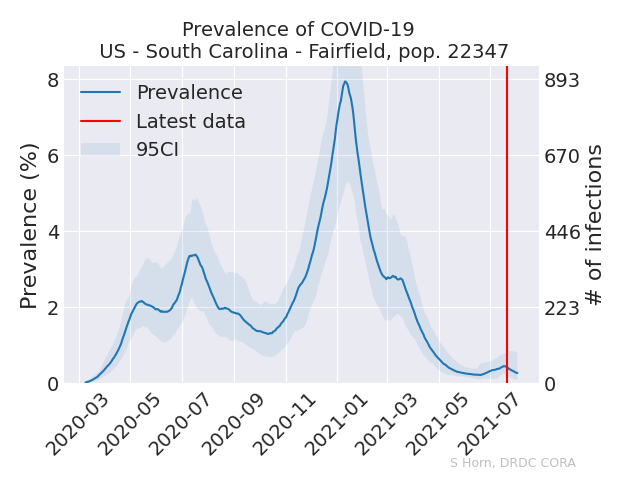 Prevalence of COVID-19
US - South Carolina - Fairfield, pop. 22347
Prevalence
Latest data
95CI
Prevalence (%)
8
6
4
2
0
893
670
446
223
0
# of infections
2020-03
2020-05
2020-07
2020-09
2020-11
2021-01
2021-03
2021-05
2021-07
S Horn, DRDC CORA